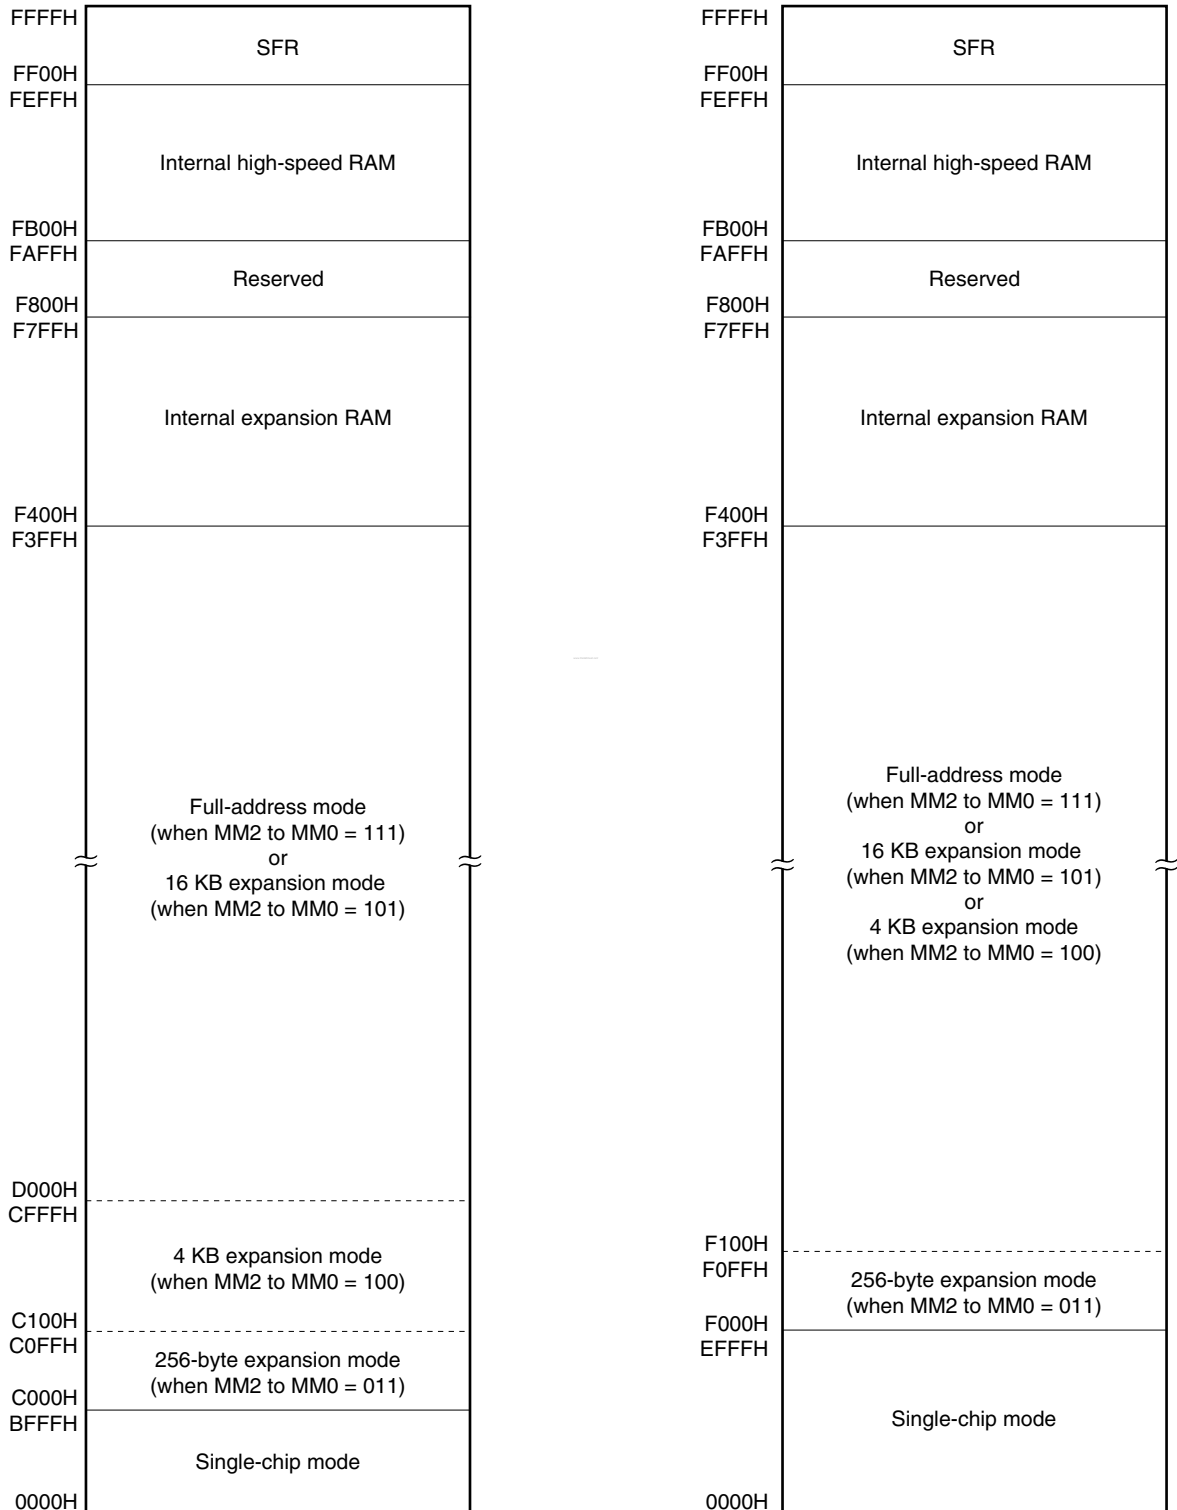 FFFFH
SFR
FF00H
FEFFH
Internal high-speed RAM
FB00H
FAFFH
Reserved
F800H
F7FFH
Internal expansion RAM
F400H
F3FFH
Full-address mode
(when MM2 to MM0 = 111)
or
16 KB expansion mode
(when MM2 to MM0 = 101)
D000H
CFFFH
4 KB expansion mode
(when MM2 to MM0 = 100)
C100H
C0FFH
256-byte expansion mode
(when MM2 to MM0 = 011)
C000H
BFFFH
Single-chip mode
0000H
FFFFH
SFR
FF00H
FEFFH
Internal high-speed RAM
FB00H
FAFFH
Reserved
F800H
F7FFH
Internal expansion RAM
F400H
F3FFH
Full-address mode
(when MM2 to MM0 = 111)
or
16 KB expansion mode
(when MM2 to MM0 = 101)
or
4 KB expansion mode
(when MM2 to MM0 = 100)
F100H
F0FFH
256-byte expansion mode
(when MM2 to MM0 = 011)
F000H
EFFFH
Single-chip mode
0000H